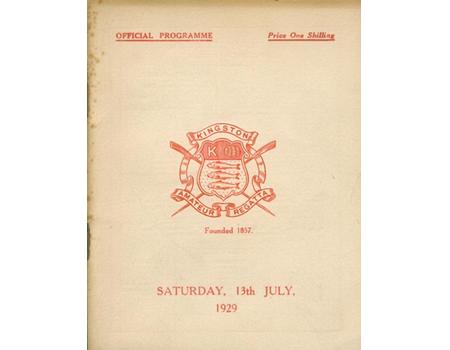 OFFICIAL PROGRAMME
Price One Shilling
KINGSTON
K
AMATEUR REGATTA
Founded 1857.
SATURDAY, 13th JULY,
1929